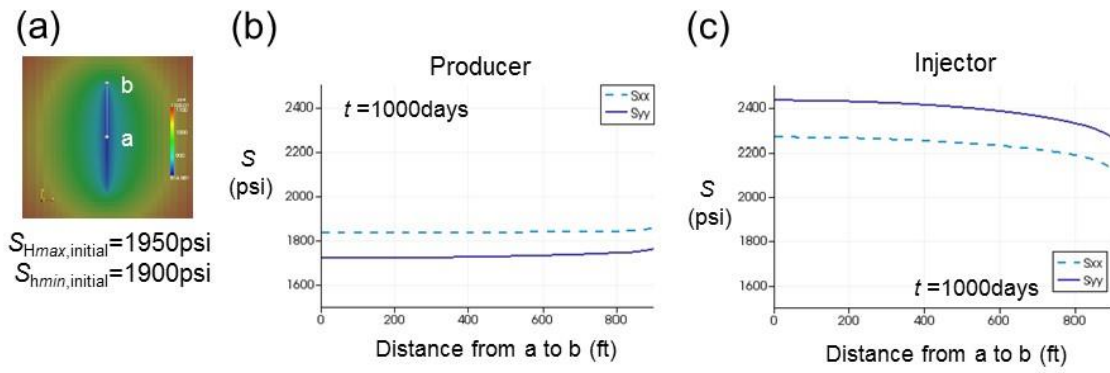 (a)
b
a
S_Hmax,initial=1950psi
S_hmin,initial=1900psi
(b)
Producer
t =1000days
Sxx
Syy
S
(psi)
2400
2200
2000
1800
1600
0 200 400 600 800
Distance from a to b (ft)
(c)
Injector
2400
2200
2000
1800
1600
S
(psi)
t =1000days
Sxx
Syy
0 200 400 600 800
Distance from a to b (ft)